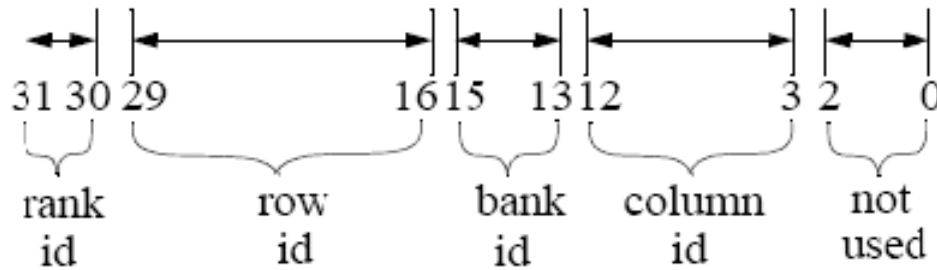 31 30 29 16 15 13 12 3 2 0
rank row bank column not
id id id id used